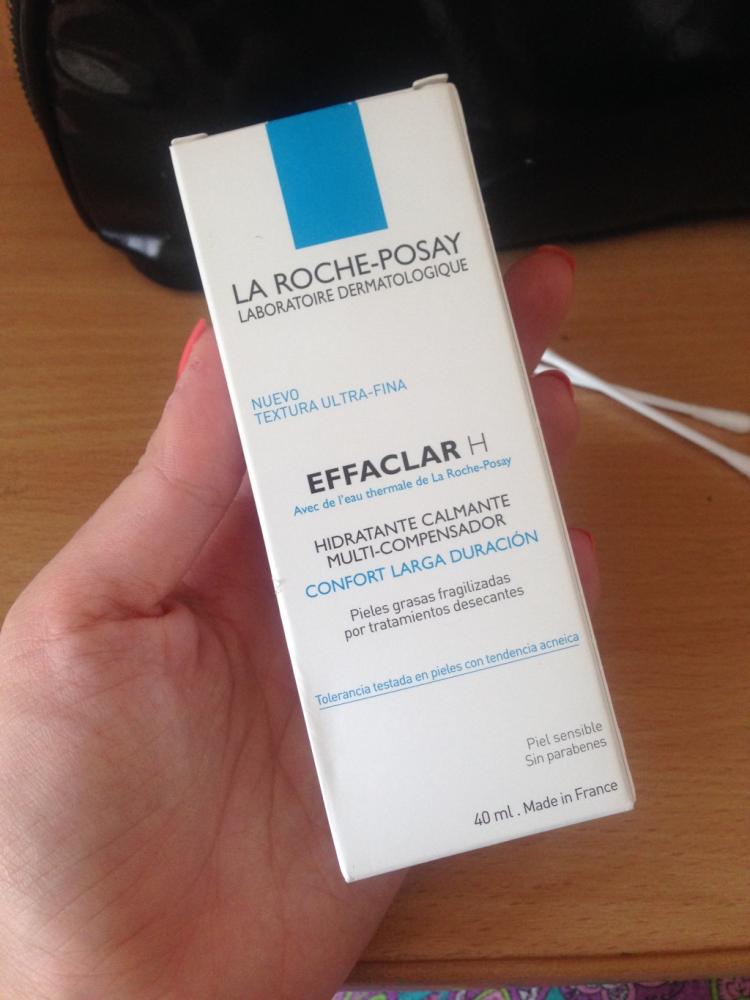 LA ROCHE-POSAY
LABORATOIRE DERMATOLOGIQUE
NUEVO
TEXTURA ULTRA-FINA
EFFACLAR H
Avec de l'eau thermale de La Roche-Posay
HIDRATANTE CALMANTE
MULTI-COMPENSADOR
CONFORT LARGA DURACIÓN
Pieles grasas fragilizadas
por tratamientos desecantes
Tolerancia testada en pieles con tendencia acneica
Piel sensible
Sin parabenes
40 ml . Made in France